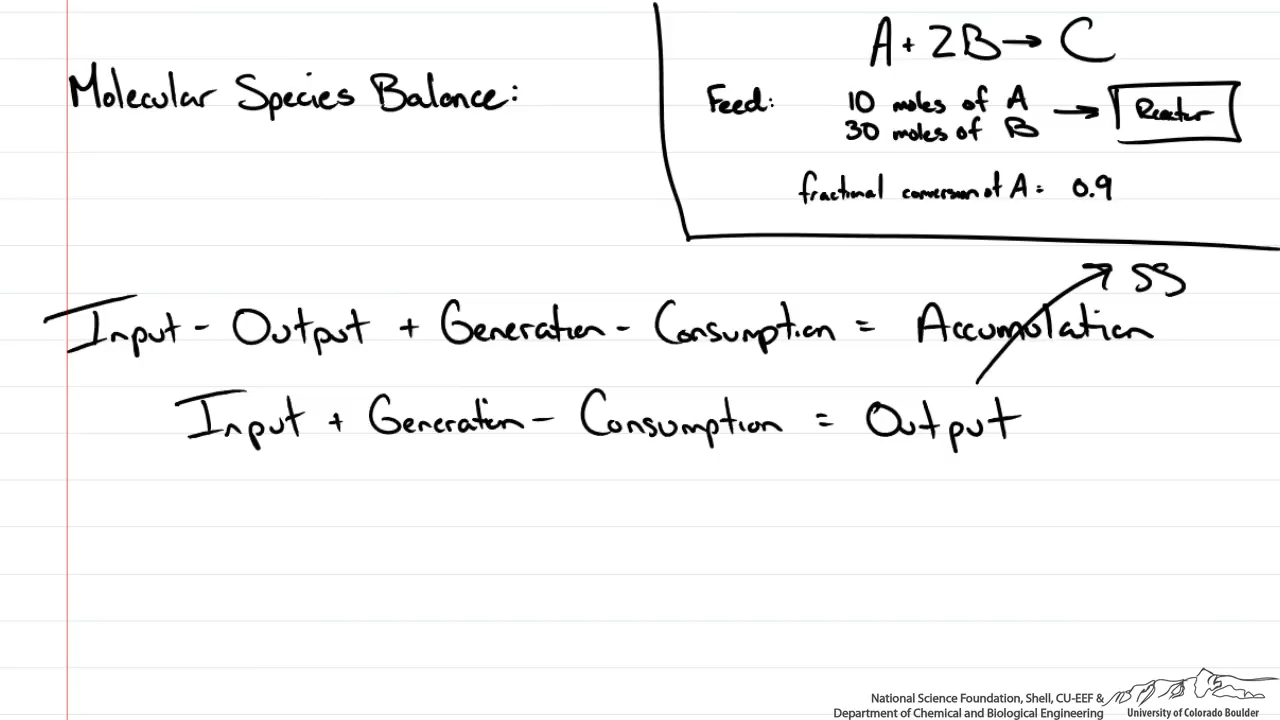 A + 2B → C
Molecular Species Balance:
Feed: 10 moles of A → Reactor
30 moles of B
fractional conversion of A = 0.9
SS
Input - Output + Generation - Consumption = Accumulation
Input + Generation - Consumption = Output
National Science Foundation, Shell, CU-EEF &
Department of Chemical and Biological Engineering
University of Colorado Boulder